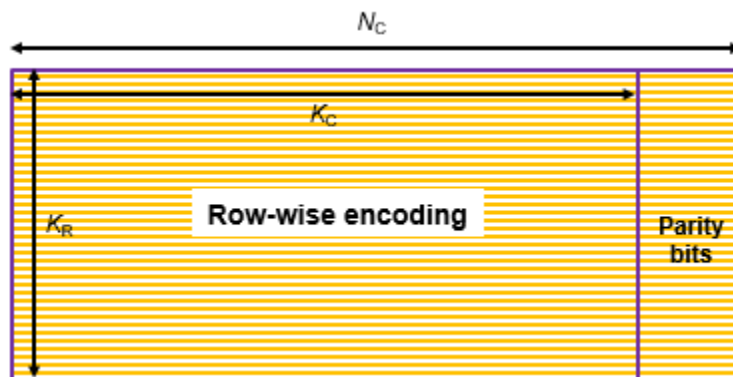 N_C
K_C
K_R
Row-wise encoding
Parity
bits